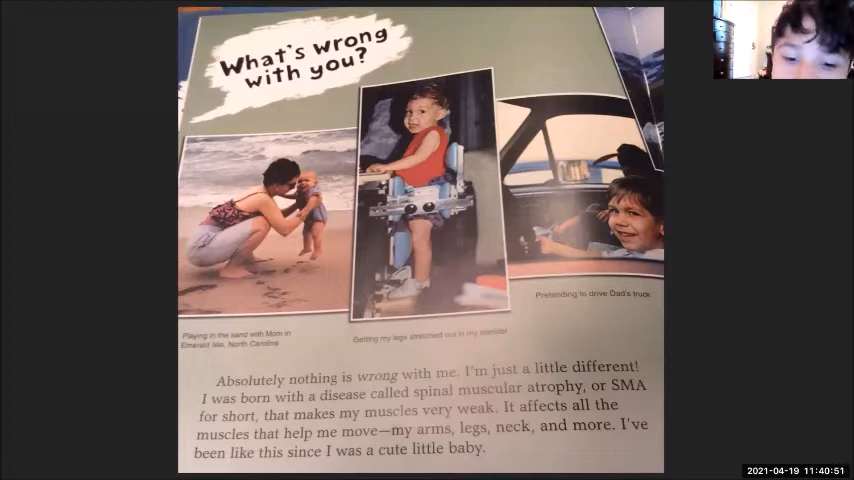 What's wrong
with you?
Playing in the sand with Mom in
Emerald Isle, North Carolina
Getting my legs stretched out in my stander
Pretending to drive Dad's truck
Absolutely nothing is wrong with me. I'm just a little different!
I was born with a disease called spinal muscular atrophy, or SMA
for short, that makes my muscles very weak. It affects all the
muscles that help me move—my arms, legs, neck, and more. I've
been like this since I was a cute little baby.
2021-04-19 11:40:51